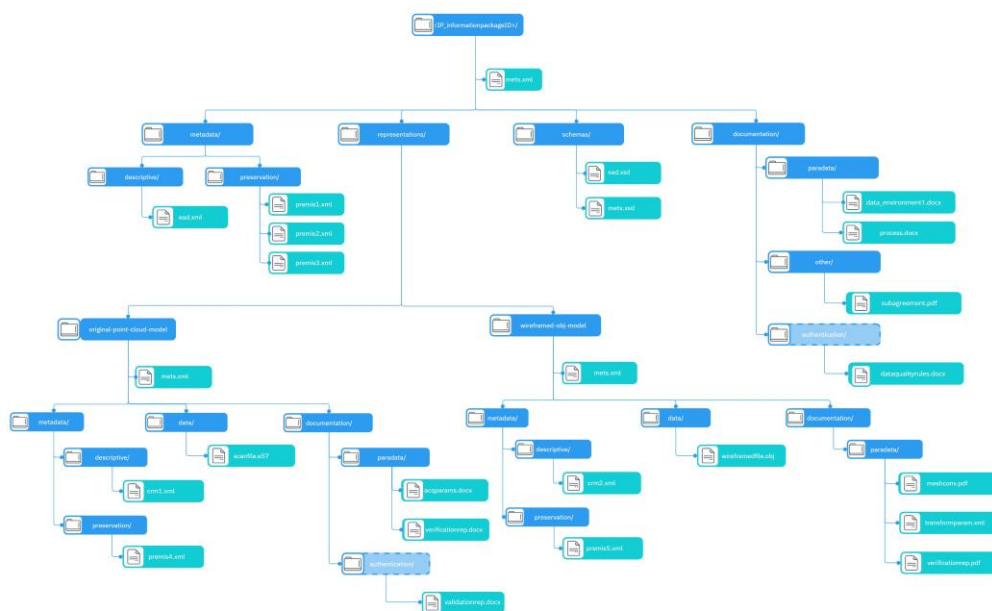 <IP_informationpackageID>/
mets.xml
metadata/
representations/
schemas/
documentation/
descriptive/
preservation/
ead.xml
premis1.xml
premis2.xml
premis3.xml
ead.xsd
mets.xsd
paradata/
data_environment1.docx
process.docx
other/
subagreement.pdf
authentication/
dataqualityrules.docx
original-point-cloud-model
mets.xml
metadata/
data/
documentation/
descriptive/
crm1.xml
preservation/
premis4.xml
scanfile.e57
paradata/
acqparams.docx
verificationrep.docx
authentication/
validationrep.docx
wireframed-obj-model
mets.xml
metadata/
data/
documentation/
descriptive/
crm2.xml
preservation/
premis5.xml
wireframedfile.obj
paradata/
meshconv.pdf
transformparam.xml
verificationrep.pdf